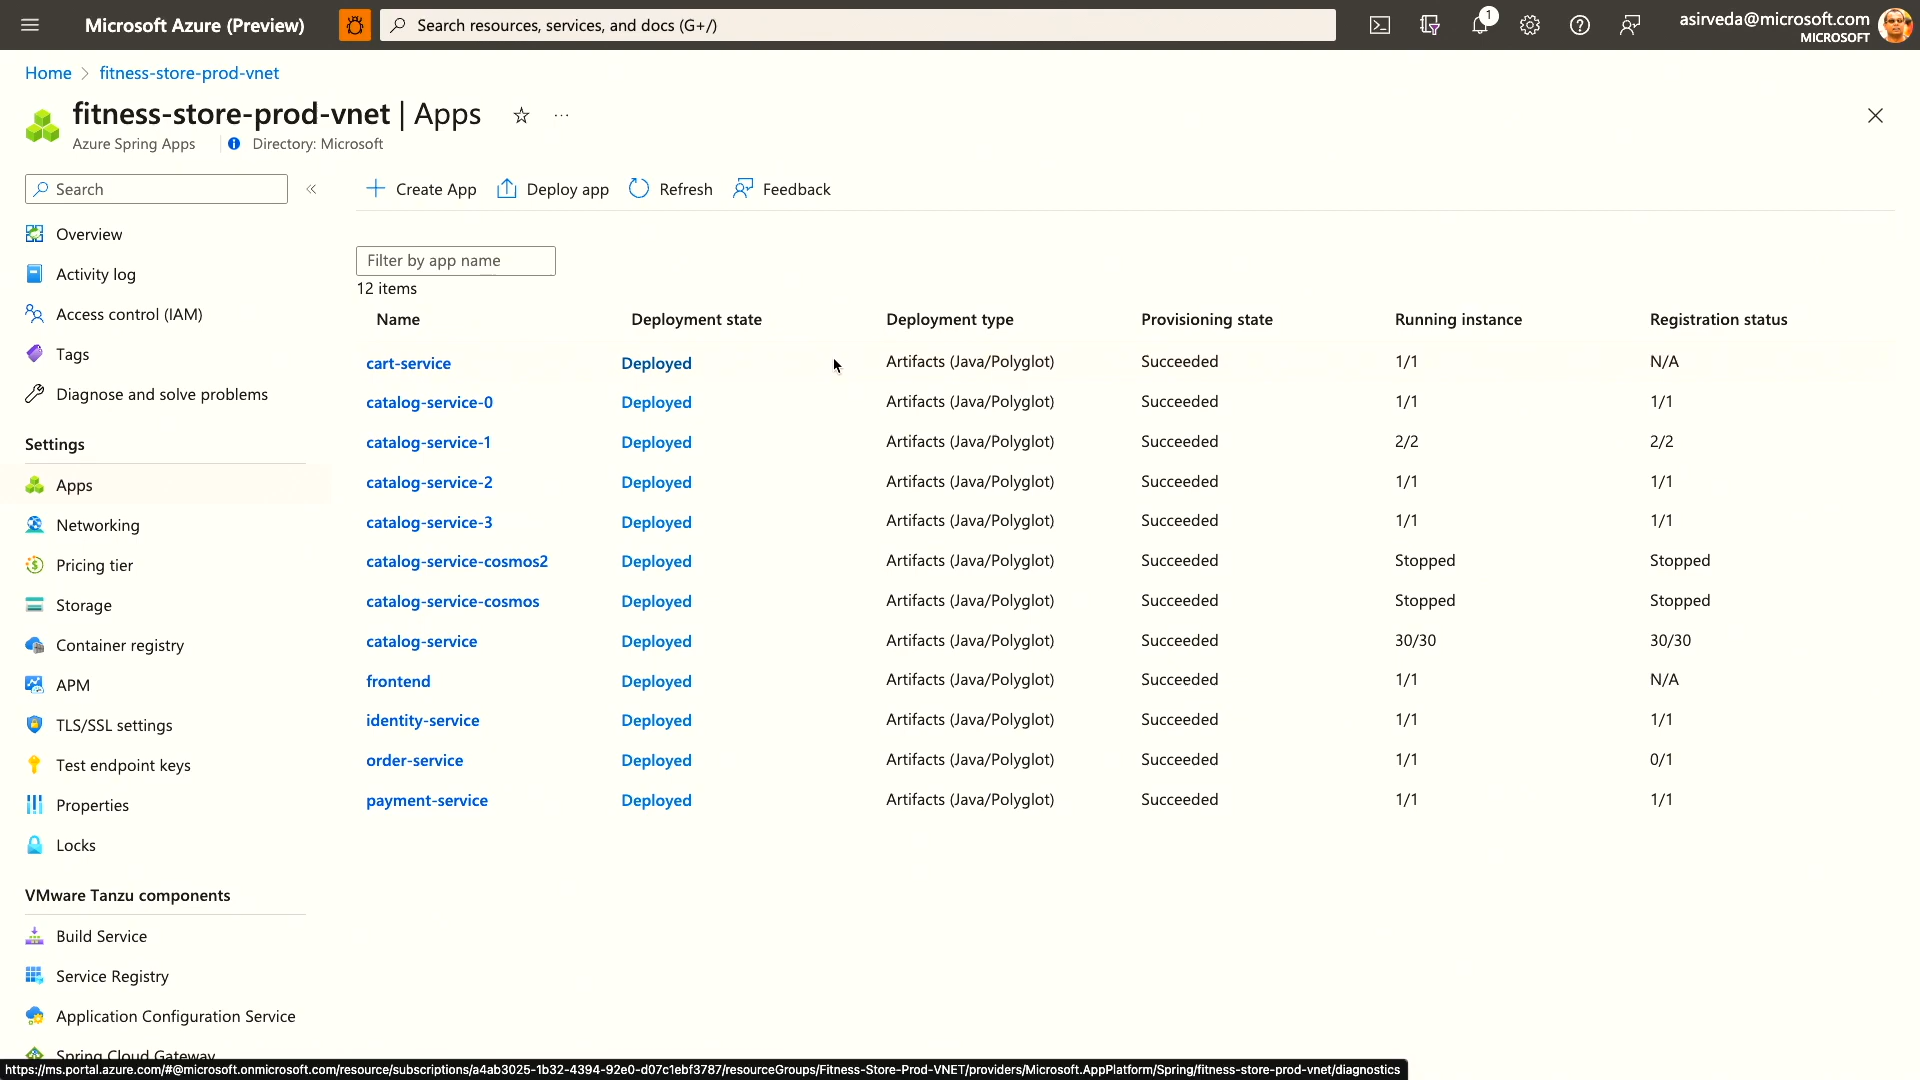 Microsoft Azure (Preview)
Search resources, services, and docs (G+/)
1
asirveda@microsoft.com
MICROSOFT
Home > fitness-store-prod-vnet
fitness-store-prod-vnet | Apps
Azure Spring Apps
Directory: Microsoft
Search
Create App
Deploy app
Refresh
Feedback
Overview
Activity log
Access control (IAM)
Tags
Diagnose and solve problems
Settings
Apps
Networking
Pricing tier
Storage
Container registry
APM
TLS/SSL settings
Test endpoint keys
Properties
Locks
VMware Tanzu components
Build Service
Service Registry
Application Configuration Service
Spring Cloud Gateway
Filter by app name
12 items
Name Deployment state Deployment type Provisioning state Running instance Registration status
cart-service Deployed Artifacts (Java/Polyglot) Succeeded 1/1 N/A
catalog-service-0 Deployed Artifacts (Java/Polyglot) Succeeded 1/1 1/1
catalog-service-1 Deployed Artifacts (Java/Polyglot) Succeeded 2/2 2/2
catalog-service-2 Deployed Artifacts (Java/Polyglot) Succeeded 1/1 1/1
catalog-service-3 Deployed Artifacts (Java/Polyglot) Succeeded 1/1 1/1
catalog-service-cosmos2 Deployed Artifacts (Java/Polyglot) Succeeded Stopped Stopped
catalog-service-cosmos Deployed Artifacts (Java/Polyglot) Succeeded Stopped Stopped
catalog-service Deployed Artifacts (Java/Polyglot) Succeeded 30/30 30/30
frontend Deployed Artifacts (Java/Polyglot) Succeeded 1/1 N/A
identity-service Deployed Artifacts (Java/Polyglot) Succeeded 1/1 1/1
order-service Deployed Artifacts (Java/Polyglot) Succeeded 1/1 0/1
payment-service Deployed Artifacts (Java/Polyglot) Succeeded 1/1 1/1
https://ms.portal.azure.com/#@microsoft.onmicrosoft.com/resource/subscriptions/a4ab3025-1b32-4394-92e0-d07c1ebf3787/resourceGroups/Fitness-Store-Prod-VNET/providers/Microsoft.AppPlatform/Spring/fitness-store-prod-vnet/diagnostics